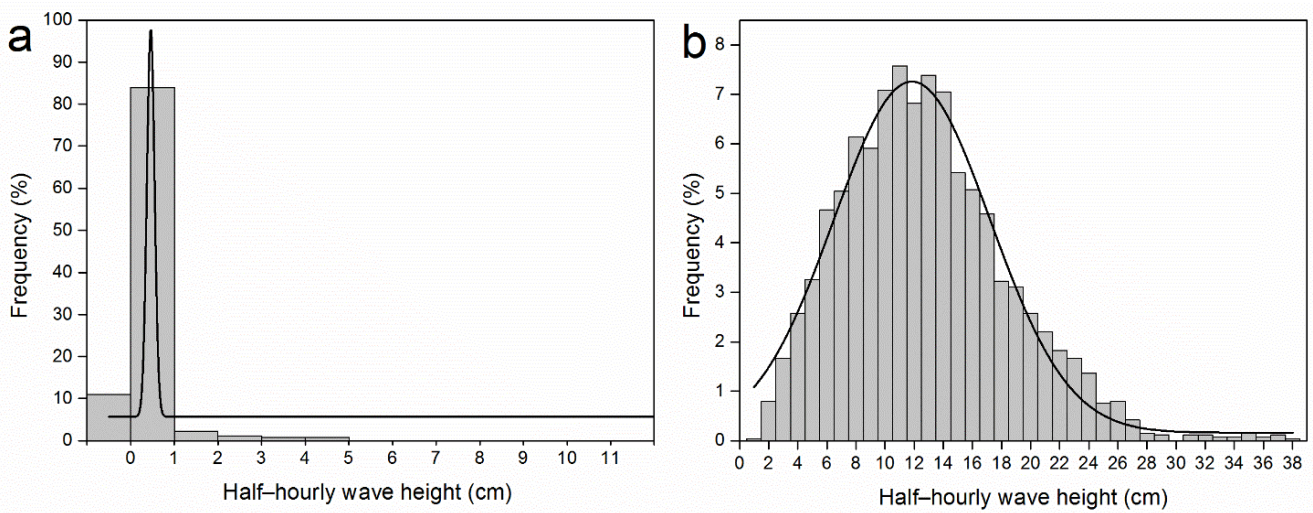 a
Frequency (%)
100
90
80
70
60
50
40
30
20
10
0
0 1 2 3 4 5 6 7 8 9 10 11
Half–hourly wave height (cm)
b
Frequency (%)
8
7
6
5
4
3
2
1
0
0 2 4 6 8 10 12 14 16 18 20 22 24 26 28 30 32 34 36 38
Half–hourly wave height (cm)